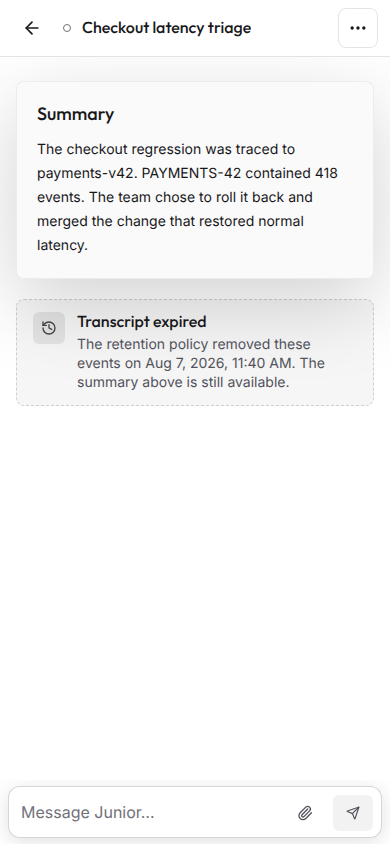 Checkout latency triage
Summary
The checkout regression was traced to
payments-v42. PAYMENTS-42 contained 418
events. The team chose to roll it back and
merged the change that restored normal
latency.
Transcript expired
The retention policy removed these
events on Aug 7, 2026, 11:40 AM. The
summary above is still available.
Message Junior...